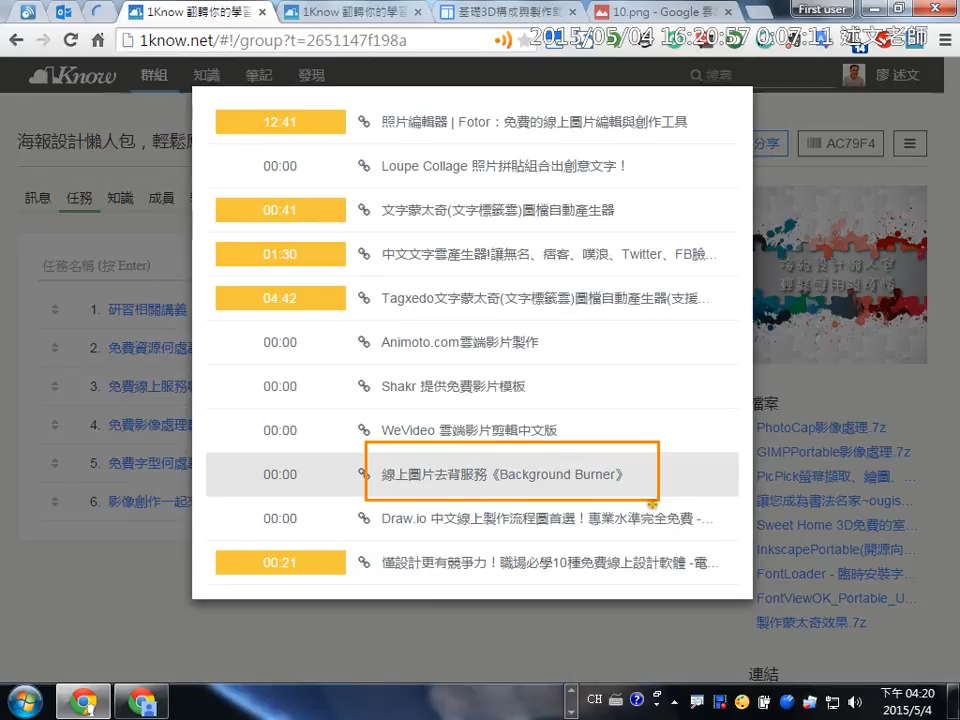 1Know 翻轉你的學習
1Know 翻轉你的學習
基礎3D構成與製作
10.png - Google 雲
First user
1know.net/#!/group?t=2651147f198a
2015/05/04 16:20:57 0:07:11 述文老師
14
1Know
群組
知識
筆記
發現
搜尋
廖 述文
海報設計懶人包，輕鬆
分享
AC79F4
訊息
任務
知識
成員
任務名稱 (按 Enter)
1. 研習相關講義
2. 免費資源何處
3. 免費線上服務
4. 免費影像處理
5. 免費字型何處
6. 影像創作一起
12:41 照片編輯器 | Fotor：免費的線上圖片編輯與創作工具
00:00 Loupe Collage 照片拼貼組合出創意文字！
00:41 文字蒙太奇(文字標籤雲)圖檔自動產生器
01:30 中文文字雲產生器!讓無名、痞客、噗浪、Twitter、FB臉...
04:42 Tagxedo文字蒙太奇(文字標籤雲)圖檔自動產生器(支援...
00:00 Animoto.com雲端影片製作
00:00 Shakr 提供免費影片模板
00:00 WeVideo 雲端影片剪輯中文版
00:00 線上圖片去背服務《Background Burner》
00:00 Draw.io 中文線上製作流程圖首選！專業水準完全免費 -...
00:21 懂設計更有競爭力！職場必學10種免費線上設計軟體 -電...
海報設計懶人包
輕鬆
檔案
PhotoCap影像處理.7z
GIMPPortable影像處理.7z
PicPick螢幕擷取、繪圖、...
讓您成為書法名家~ougis...
Sweet Home 3D免費的室...
InkscapePortable(開源向...
FontLoader - 臨時安裝字...
FontViewOK_Portable_U...
製作蒙太奇效果.7z
連結
CH
下午 04:20
2015/5/4